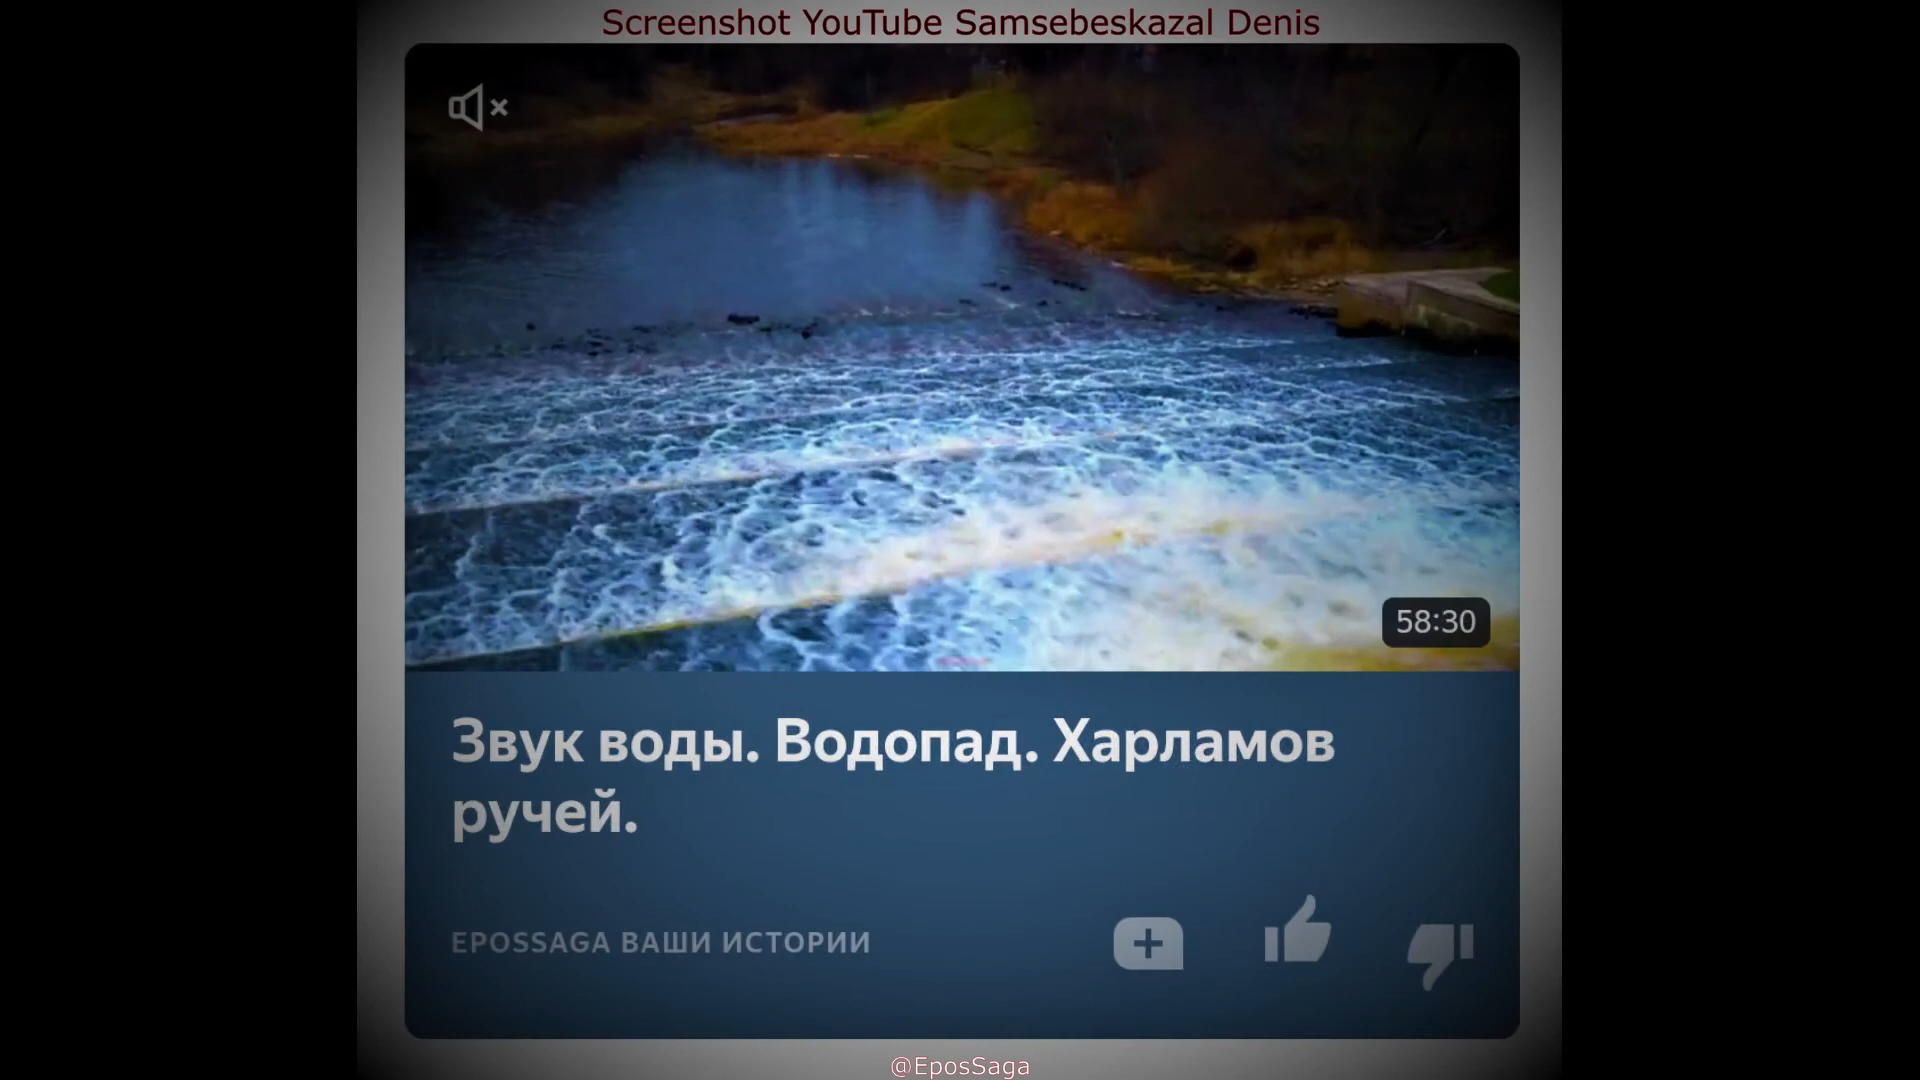 Screenshot YouTube Samsebeskazal Denis
58:30
Звук воды. Водопад. Харламов
ручей.
EPOSSAGA ВАШИ ИСТОРИИ
@EposSaga